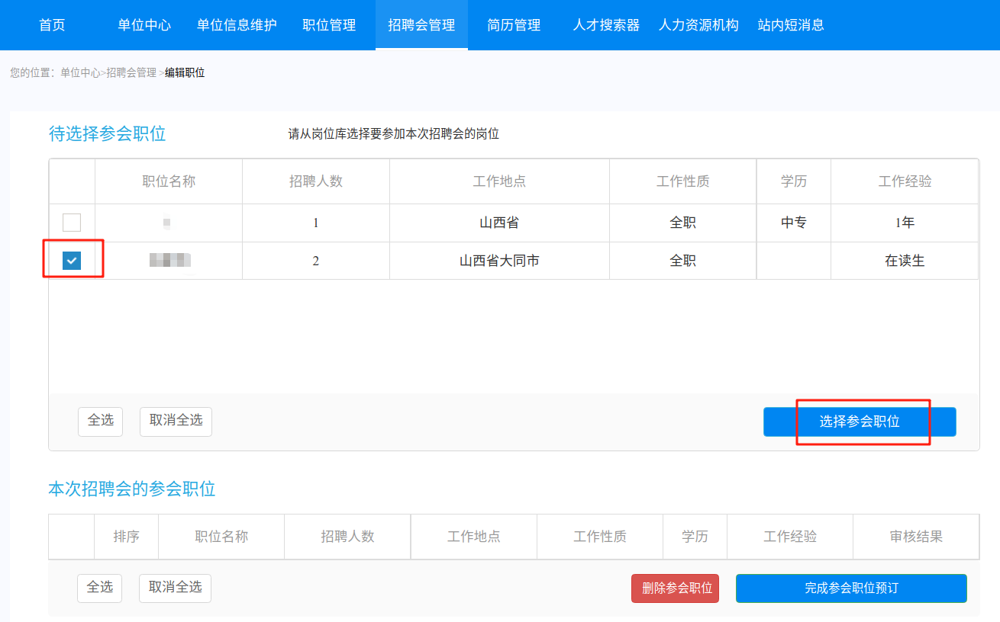 首页 单位中心 单位信息维护 职位管理 招聘会管理 简历管理 人才搜索器 人力资源机构 站内短消息
您的位置：单位中心>招聘会管理 >编辑职位
待选择参会职位 请从岗位库选择要参加本次招聘会的岗位
职位名称 招聘人数 工作地点 工作性质 学历 工作经验
1 山西省 全职 中专 1年
2 山西省大同市 全职 在读生
全选 取消全选 选择参会职位
本次招聘会的参会职位
排序 职位名称 招聘人数 工作地点 工作性质 学历 工作经验 审核结果
全选 取消全选 删除参会职位 完成参会职位预订